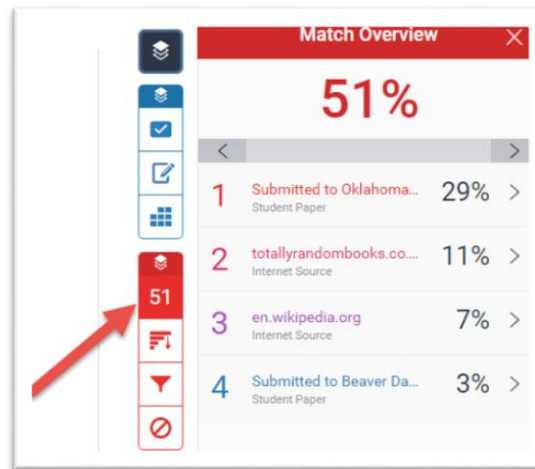 Match Overview
51%
1 Submitted to Oklahoma... 29%
Student Paper
2 totallyrandombooks.co.... 11%
Internet Source
51
3 en.wikipedia.org 7%
Internet Source
4 Submitted to Beaver Da... 3%
Student Paper